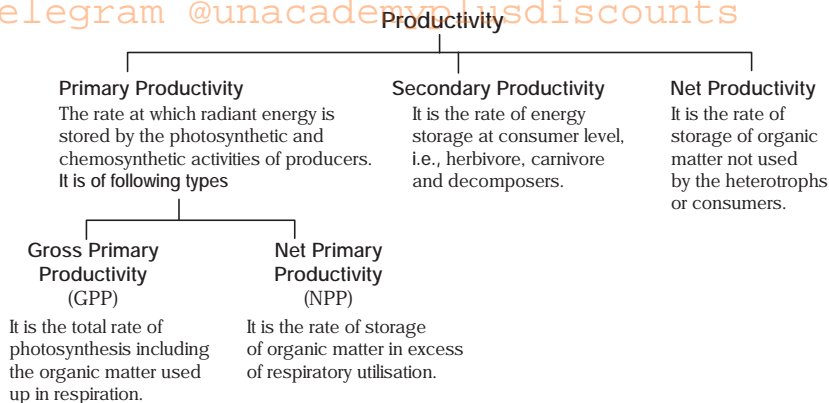 elegram @unacademyplusdiscounts
Productivity
Primary Productivity
The rate at which radiant energy is
stored by the photosynthetic and
chemosynthetic activities of producers.
It is of following types
Secondary Productivity
It is the rate of energy
storage at consumer level,
i.e., herbivore, carnivore
and decomposers.
Net Productivity
It is the rate of
storage of organic
matter not used
by the heterotrophs
or consumers.
Gross Primary
Productivity
(GPP)
It is the total rate of
photosynthesis including
the organic matter used
up in respiration.
Net Primary
Productivity
(NPP)
It is the rate of storage
of organic matter in excess
of respiratory utilisation.